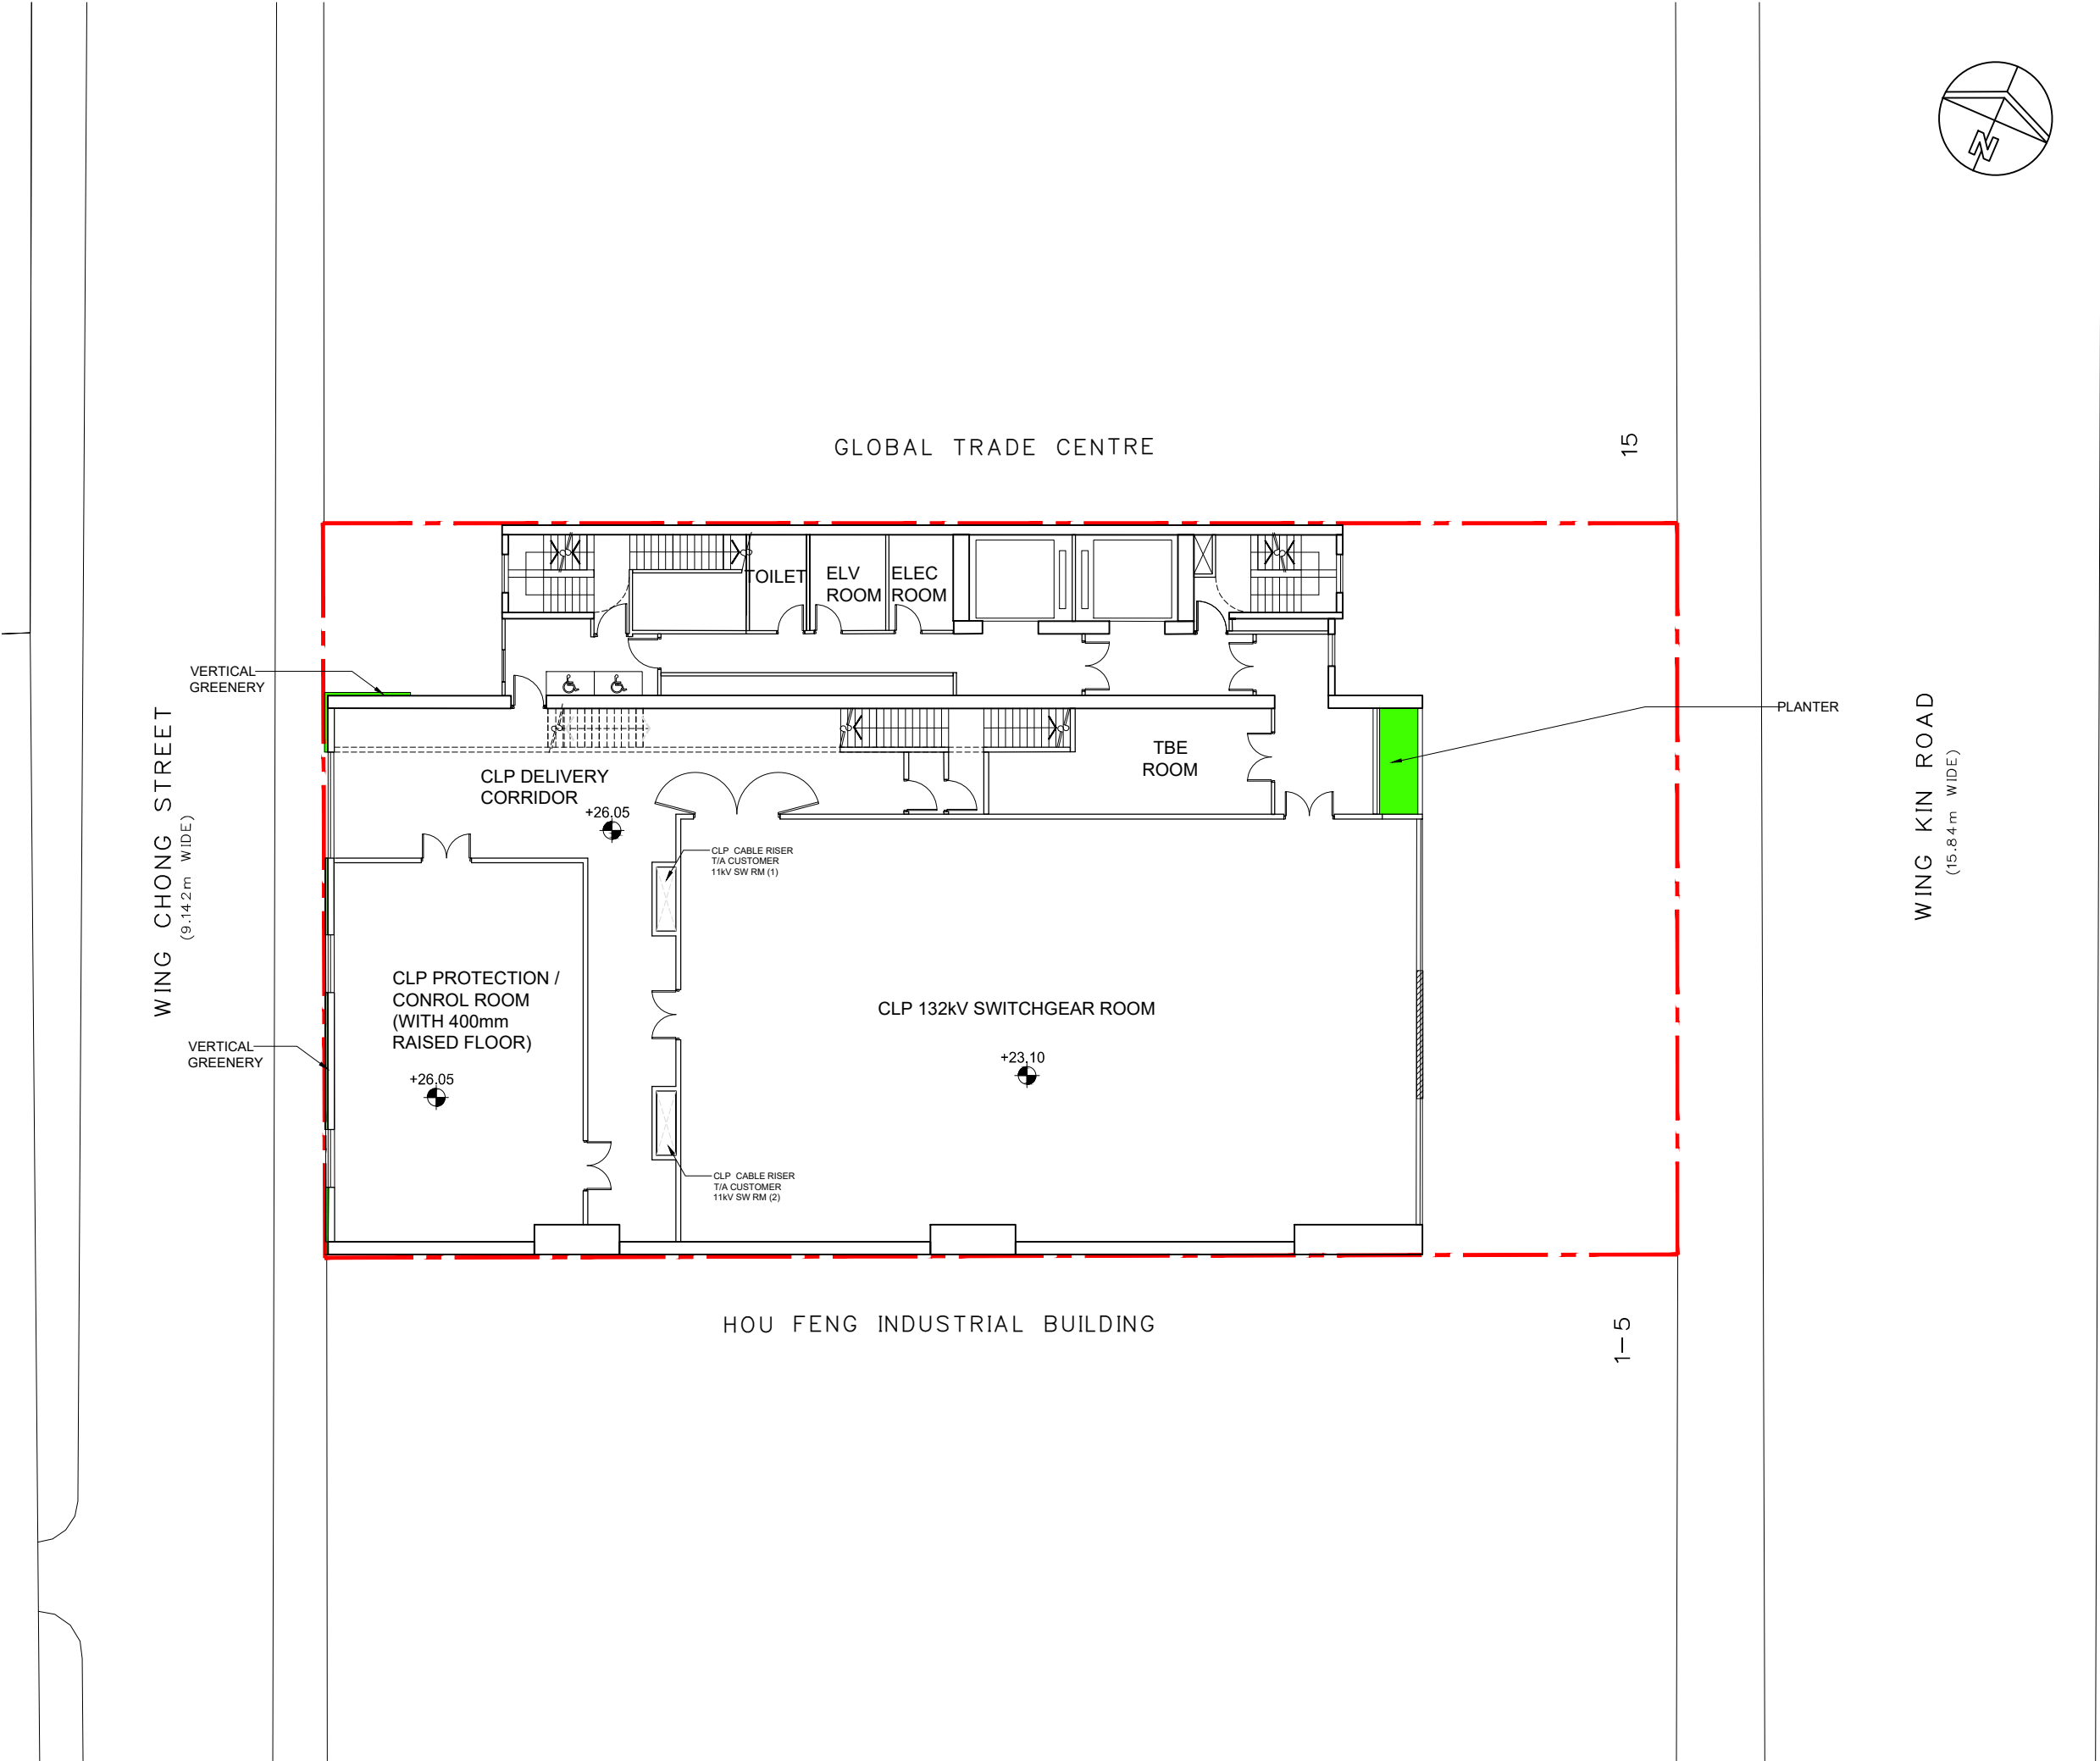 N
GLOBAL TRADE CENTRE
15
TOILET
ELV
ROOM
ELEC
ROOM
VERTICAL
GREENERY
PLANTER
WING CHONG STREET
(9.142m WIDE)
WING KIN ROAD
(15.84m WIDE)
TBE
ROOM
CLP DELIVERY
CORRIDOR
+26.05
CLP CABLE RISER
T/A CUSTOMER
11kV SW RM (1)
CLP PROTECTION /
CONROL ROOM
(WITH 400mm
RAISED FLOOR)
+26.05
CLP 132kV SWITCHGEAR ROOM
+23.10
VERTICAL
GREENERY
CLP CABLE RISER
T/A CUSTOMER
11kV SW RM (2)
HOU FENG INDUSTRIAL BUILDING
1-5